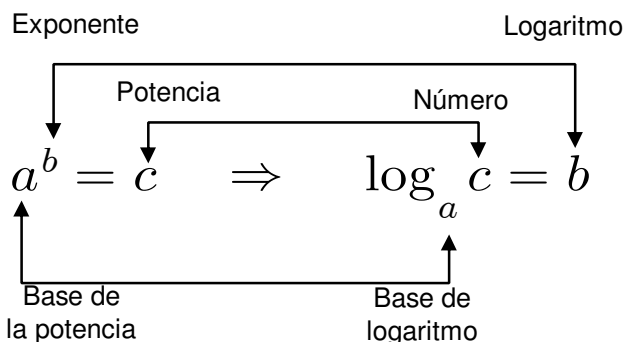 Exponente Logaritmo
Potencia Número
a^b = c ⇒ log_a c = b
Base de la potencia
Base de logaritmo